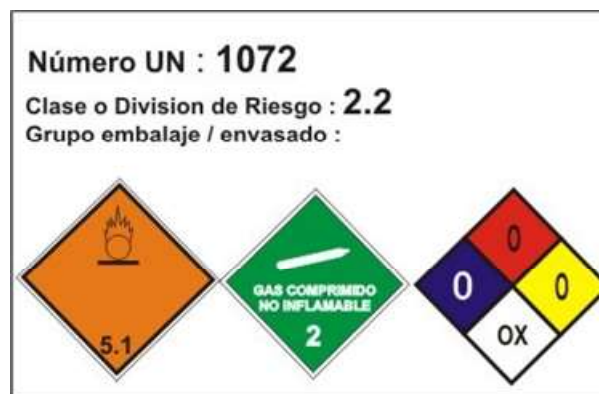 Número UN : 1072
Clase o Division de Riesgo : 2.2
Grupo embalaje / envasado :
5.1
GAS COMPRIMIDO
NO INFLAMABLE
2
0
0
0
OX